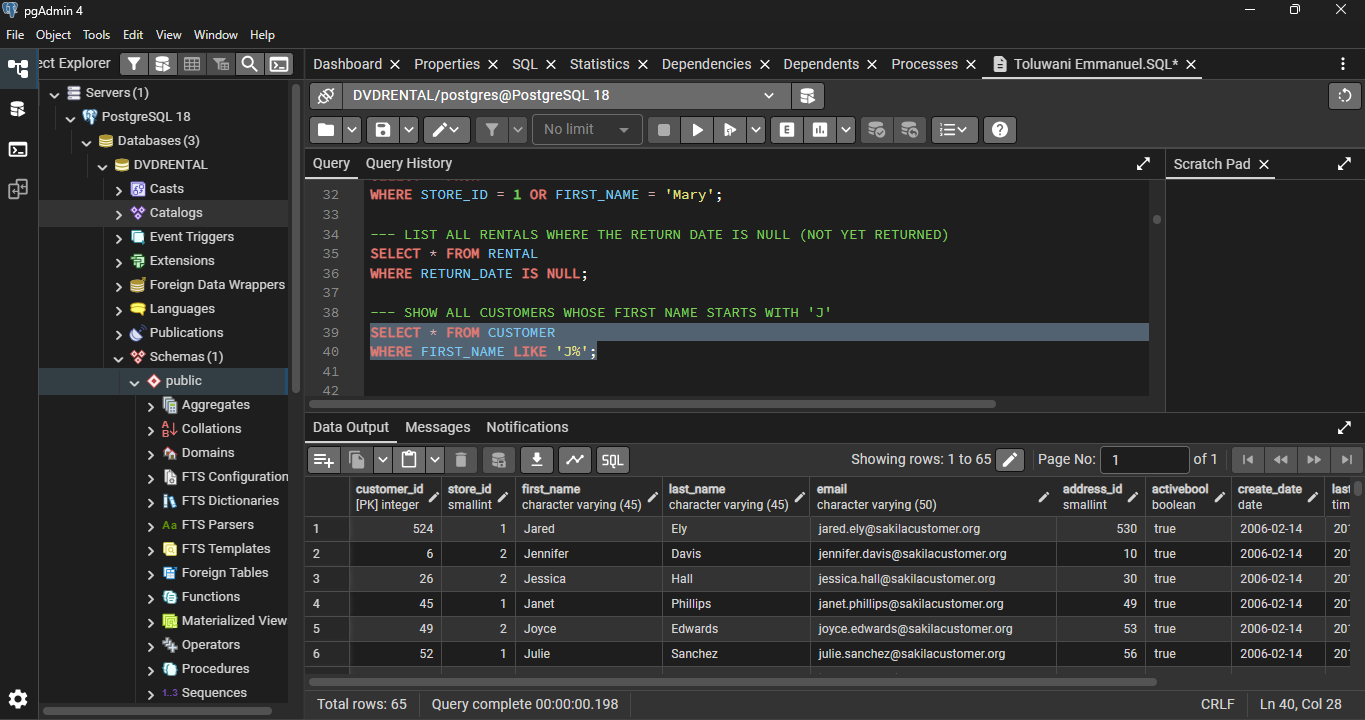 pgAdmin 4
File Object Tools Edit View Window Help
ect Explorer
Dashboard Properties SQL Statistics Dependencies Dependents Processes Toluwani Emmanuel.SQL*
Servers (1)
PostgreSQL 18
Databases (3)
DVDRENTAL
Casts
Catalogs
Event Triggers
Extensions
Foreign Data Wrappers
Languages
Publications
Schemas (1)
public
Aggregates
Collations
Domains
FTS Configuration
FTS Dictionaries
Aa FTS Parsers
FTS Templates
Foreign Tables
Functions
Materialized View
Operators
Procedures
1..3 Sequences
DVDRENTAL/postgres@PostgreSQL 18
No limit
E
Query Query History
Scratch Pad
32 WHERE STORE_ID = 1 OR FIRST_NAME = 'Mary';
33
34 --- LIST ALL RENTALS WHERE THE RETURN DATE IS NULL (NOT YET RETURNED)
35 SELECT * FROM RENTAL
36 WHERE RETURN_DATE IS NULL;
37
38 --- SHOW ALL CUSTOMERS WHOSE FIRST NAME STARTS WITH 'J'
39 SELECT * FROM CUSTOMER
40 WHERE FIRST_NAME LIKE 'J%';
41
42
Data Output Messages Notifications
SQL Showing rows: 1 to 65 Page No: 1 of 1
customer_id store_id first_name last_name email address_id activebool create_date last
[PK] integer smallint character varying (45) character varying (45) character varying (50) smallint boolean date tim
1 524 1 Jared Ely jared.ely@sakilacustomer.org 530 true 2006-02-14 201
2 6 2 Jennifer Davis jennifer.davis@sakilacustomer.org 10 true 2006-02-14 201
3 26 2 Jessica Hall jessica.hall@sakilacustomer.org 30 true 2006-02-14 201
4 45 1 Janet Phillips janet.phillips@sakilacustomer.org 49 true 2006-02-14 201
5 49 2 Joyce Edwards joyce.edwards@sakilacustomer.org 53 true 2006-02-14 201
6 52 1 Julie Sanchez julie.sanchez@sakilacustomer.org 56 true 2006-02-14 201
Total rows: 65 Query complete 00:00:00.198 CRLF Ln 40, Col 28